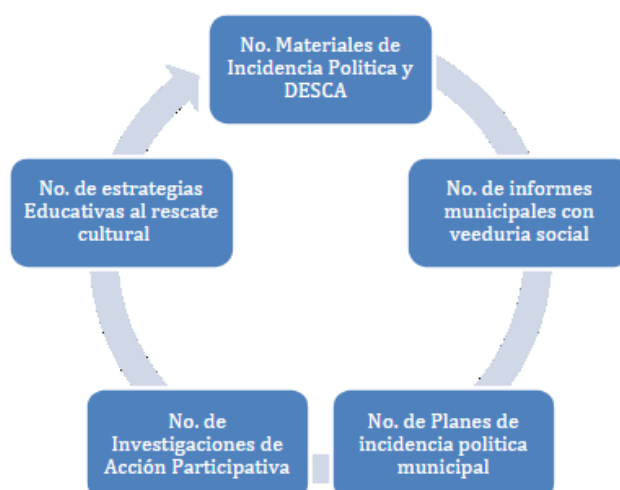 No. Materiales de
Incidencia Politica y
DESCA
No. de informes
municipales con
veeduria social
No. de Planes de
incidencia politica
municipal
No. de
Investigaciones de
Acción Participativa
No. de estrategias
Educativas al rescate
cultural